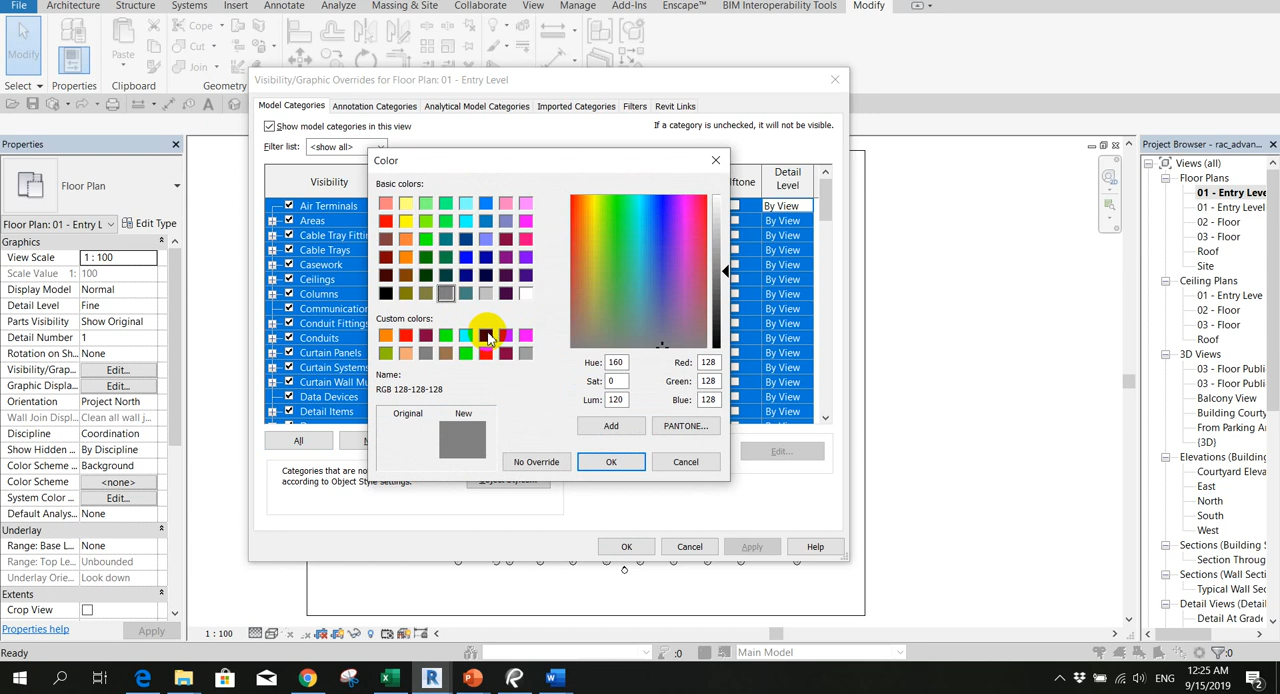 File Architecture Structure Systems Insert Annotate Analyze Massing & Site Collaborate View Manage Add-Ins Enscape™ BIM Interoperability Tools Modify
Modify Paste Cope Cut Join
Select Properties Clipboard Geometry
Properties
Floor Plan
Floor Plan: 01 - Entry L Edit Type
Graphics
View Scale 1 : 100
Scale Value 1: 100
Display Model Normal
Detail Level Fine
Parts Visibility Show Original
Detail Number 1
Rotation on Sh None
Visibility/Grap Edit...
Graphic Displa Edit...
Orientation Project North
Wall Join Displ Clean all wall j
Discipline Coordination
Show Hidden By Discipline
Color Scheme Background
Color Scheme <none>
System Color Edit...
Default Analys None
Underlay
Range: Base L None
Range: Top Le Unbounded
Underlay Orie Look down
Extents
Crop View
Properties help Apply
Visibility/Graphic Overrides for Floor Plan: 01 - Entry Level
Model Categories Annotation Categories Analytical Model Categories Imported Categories Filters Revit Links
Show model categories in this view If a category is unchecked, it will not be visible.
Filter list: <show all>
Visibility lftone Detail Level
Air Terminals By View
Areas By View
Cable Tray Fittin By View
Cable Trays By View
Casework By View
Ceilings By View
Columns By View
Communication By View
Conduit Fittings By View
Conduits By View
Curtain Panels By View
Curtain Systems By View
Curtain Wall Mu By View
Data Devices By View
Detail Items By View
All Edit...
Categories that are no
according to Object Style settings.
OK Cancel Apply Help
Color
Basic colors:
Custom colors:
Name:
RGB 128-128-128
Original New
Hue: 160 Red: 128
Sat: 0 Green: 128
Lum: 120 Blue: 128
Add PANTONE...
No Override OK Cancel
Project Browser - rac_advan...
Views (all)
Floor Plans
01 - Entry Leve
01 - Entry Level
02 - Floor
03 - Floor
Roof
Site
Ceiling Plans
01 - Entry Leve
02 - Floor
03 - Floor
Roof
3D Views
03 - Floor Publi
03 - Floor Publi
Balcony View
Building Courty
From Parking A
{3D}
Elevations (Building
Courtyard Eleva
East
North
South
West
Sections (Building S
Section Through
Sections (Wall Secti
Typical Wall Sec
Detail Views (Detail
Detail At Grade
1 : 100
Ready :0 Main Model :0
ENG 12:25 AM
9/15/2019